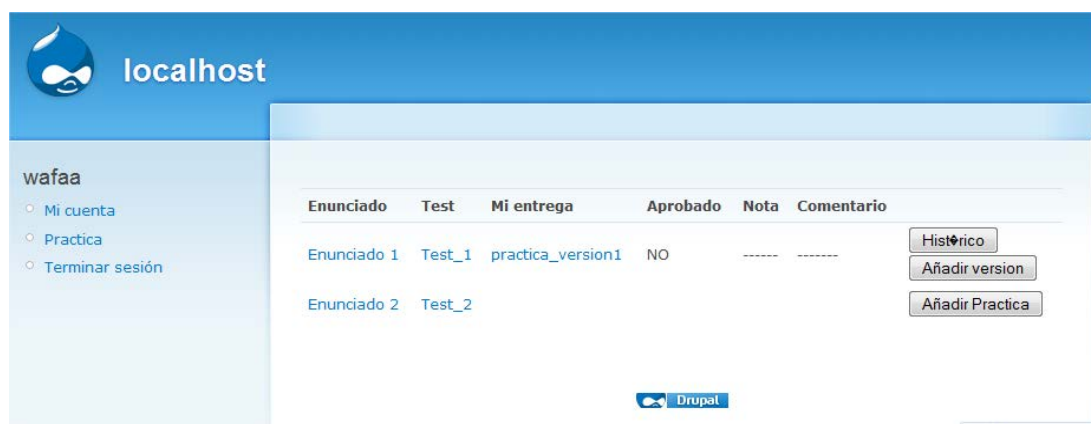 localhost
wafaa
Mi cuenta
Practica
Terminar sesión
Enunciado Test Mi entrega Aprobado Nota Comentario
Enunciado 1 Test_1 practica_version1 NO ------ -------
Hist�rico
Añadir version
Enunciado 2 Test_2 Añadir Practica
Drupal